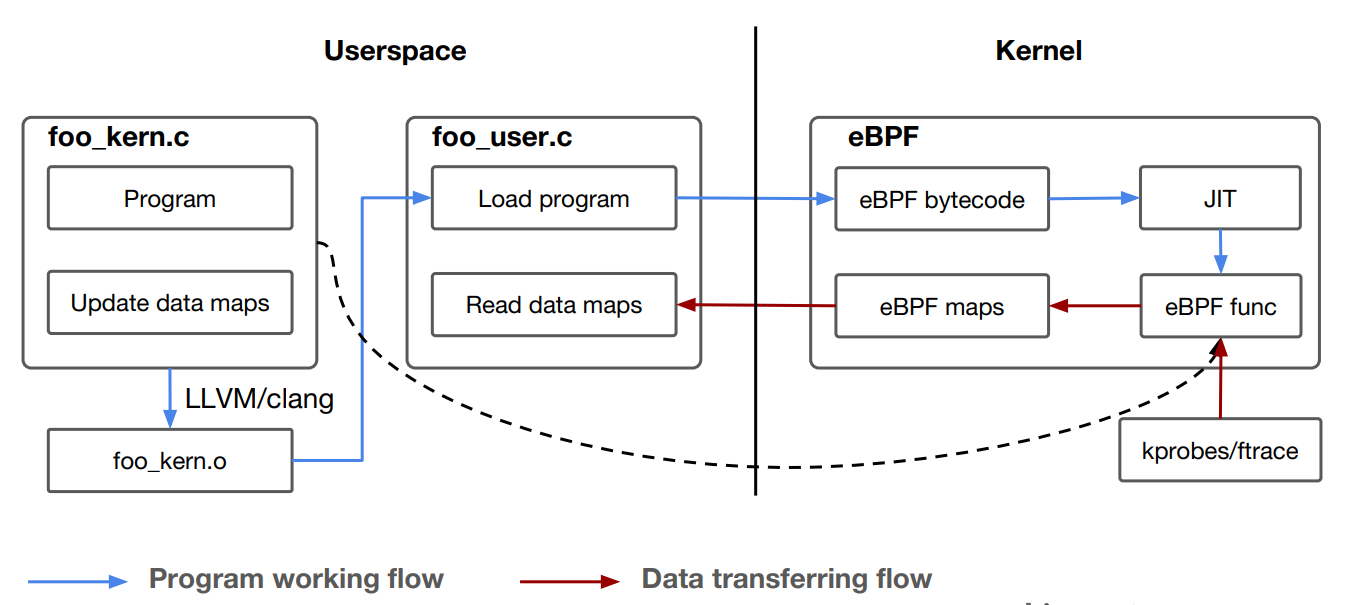 Userspace
Kernel
foo_kern.c
Program
Update data maps
LLVM/clang
foo_kern.o
foo_user.c
Load program
Read data maps
eBPF
eBPF bytecode
JIT
eBPF maps
eBPF func
kprobes/ftrace
Program working flow
Data transferring flow